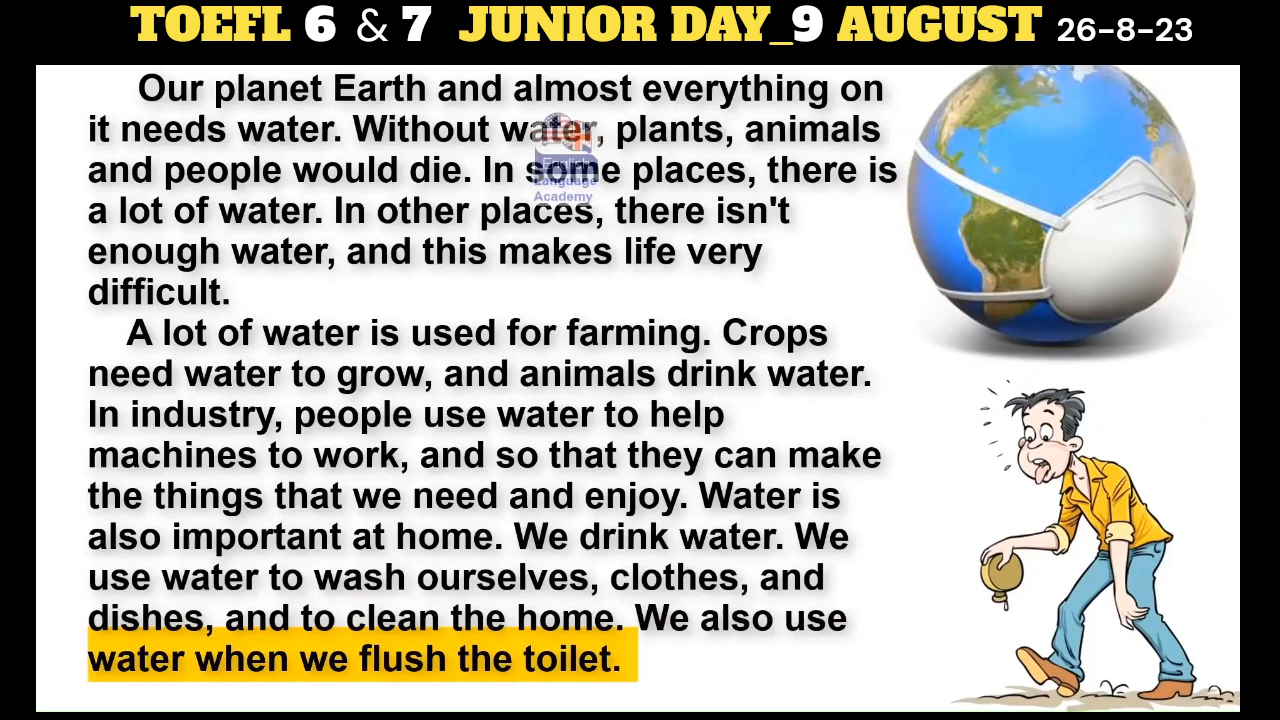 TOEFL 6 & 7 JUNIOR DAY_9 AUGUST 26-8-23
Our planet Earth and almost everything on
it needs water. Without water, plants, animals
and people would die. In some places, there is
a lot of water. In other places, there isn't
enough water, and this makes life very
difficult.
A lot of water is used for farming. Crops
need water to grow, and animals drink water.
In industry, people use water to help
machines to work, and so that they can make
the things that we need and enjoy. Water is
also important at home. We drink water. We
use water to wash ourselves, clothes, and
dishes, and to clean the home. We also use
water when we flush the toilet.
English
Language
Academy